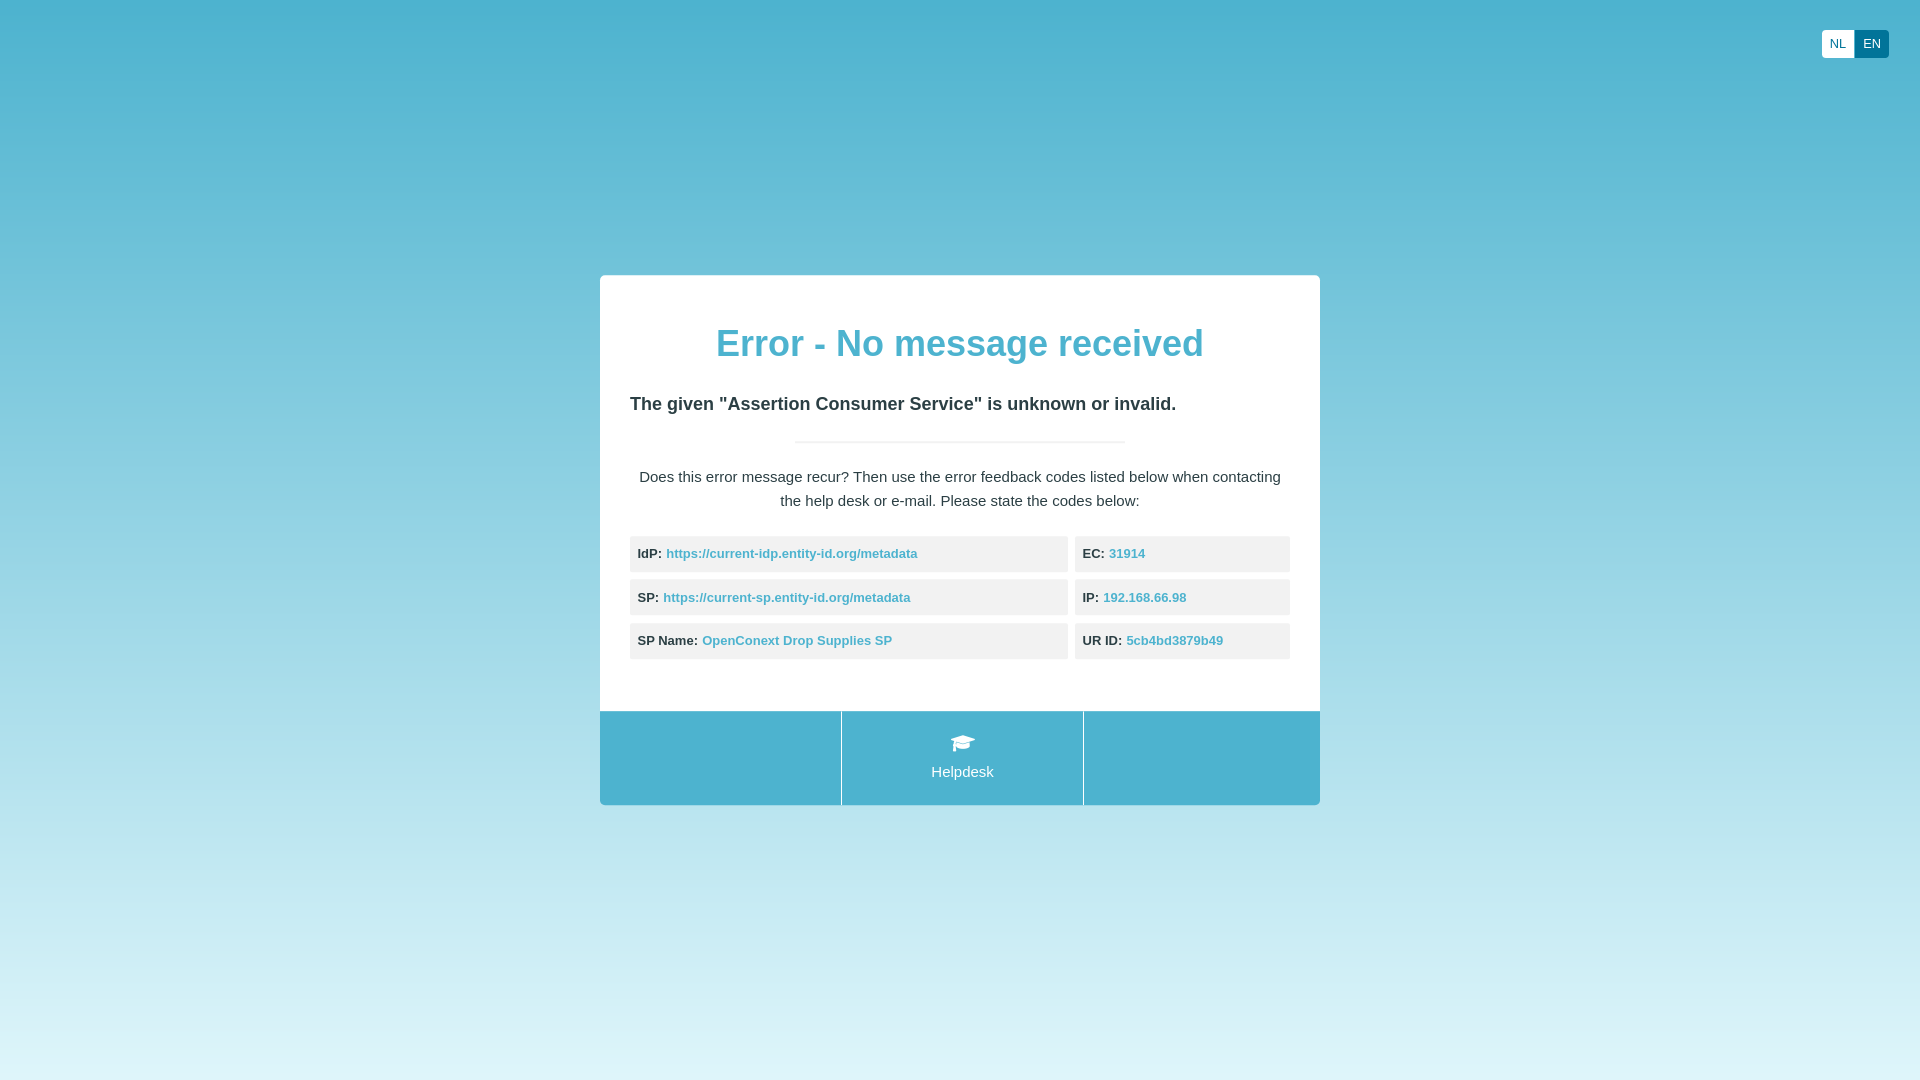 NL EN
Error - No message received
The given "Assertion Consumer Service" is unknown or invalid.
Does this error message recur? Then use the error feedback codes listed below when contacting
the help desk or e-mail. Please state the codes below:
IdP: https://current-idp.entity-id.org/metadata
EC: 31914
SP: https://current-sp.entity-id.org/metadata
IP: 192.168.66.98
SP Name: OpenConext Drop Supplies SP
UR ID: 5cb4bd3879b49
Helpdesk